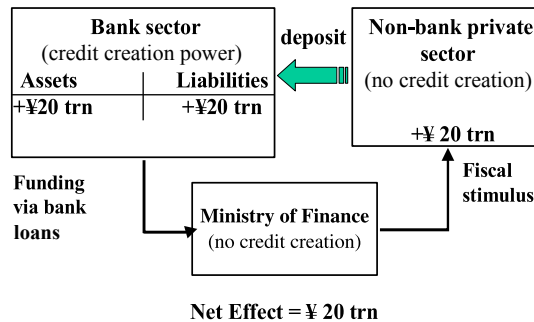 Bank sector
(credit creation power)
Assets Liabilities
+¥20 trn +¥20 trn
deposit
Non-bank private
sector
(no credit creation)
+¥ 20 trn
Funding
via bank
loans
Ministry of Finance
(no credit creation)
Fiscal
stimulus
Net Effect = ¥ 20 trn